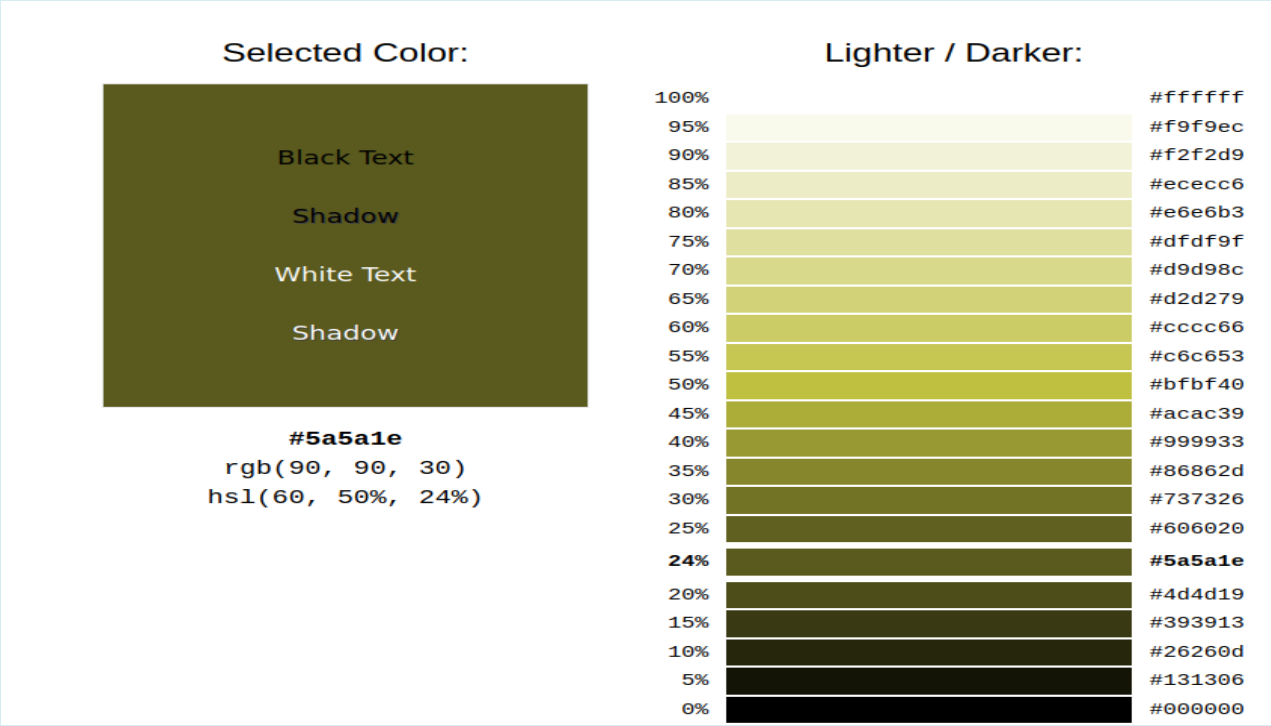 Selected Color:
Black Text
Shadow
White Text
Shadow
#5a5a1e
rgb(90, 90, 30)
hsl(60, 50%, 24%)
Lighter / Darker:
100% #ffffff
95% #f9f9ec
90% #f2f2d9
85% #ececc6
80% #e6e6b3
75% #dfdf9f
70% #d9d98c
65% #d2d279
60% #cccc66
55% #c6c653
50% #bfbf40
45% #acac39
40% #999933
35% #86862d
30% #737326
25% #606020
24% #5a5a1e
20% #4d4d19
15% #393913
10% #26260d
5% #131306
0% #000000